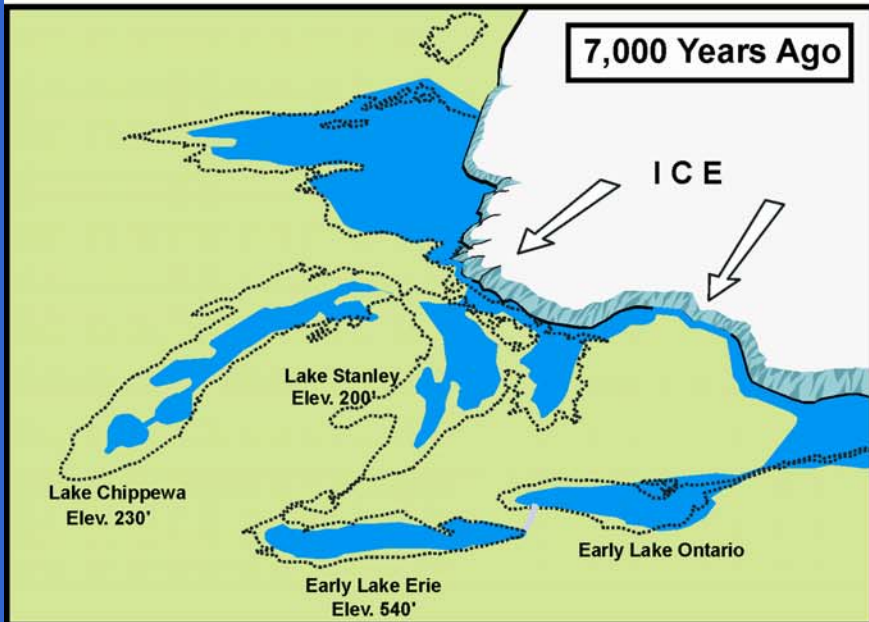 7,000 Years Ago
I C E
Lake Stanley
Elev. 200'
Lake Chippewa
Elev. 230'
Early Lake Ontario
Early Lake Erie
Elev. 540'